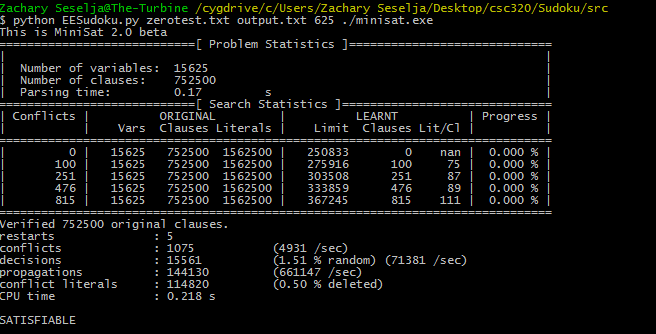 Zachary Seselja@The-Turbine /cygdrive/c/Users/Zachary Seselja/Desktop/csc320/Sudoku/src
$ python EESudoku.py zerotest.txt output.txt 625 ./minisat.exe
This is MiniSat 2.0 beta
============================[ Problem Statistics ]=============================
|                                                                             |
|  Number of variables:  15625                                                |
|  Number of clauses:    752500                                               |
|  Parsing time:         0.17         s                                       |
============================[ Search Statistics ]==============================
| Conflicts |          ORIGINAL         |          LEARNT          | Progress |
|           |    Vars  Clauses Literals |    Limit  Clauses Lit/Cl |          |
===============================================================================
|         0 |   15625   752500  1562500 |   250833        0    nan |  0.000 % |
|       100 |   15625   752500  1562500 |   275916      100     75 |  0.000 % |
|       251 |   15625   752500  1562500 |   303508      251     87 |  0.000 % |
|       476 |   15625   752500  1562500 |   333859      476     89 |  0.000 % |
|       815 |   15625   752500  1562500 |   367245      815    111 |  0.000 % |
===============================================================================
Verified 752500 original clauses.
restarts              : 5
conflicts             : 1075           (4931 /sec)
decisions             : 15561          (1.51 % random) (71381 /sec)
propagations          : 144130         (661147 /sec)
conflict literals     : 114820         (0.50 % deleted)
CPU time              : 0.218 s

SATISFIABLE